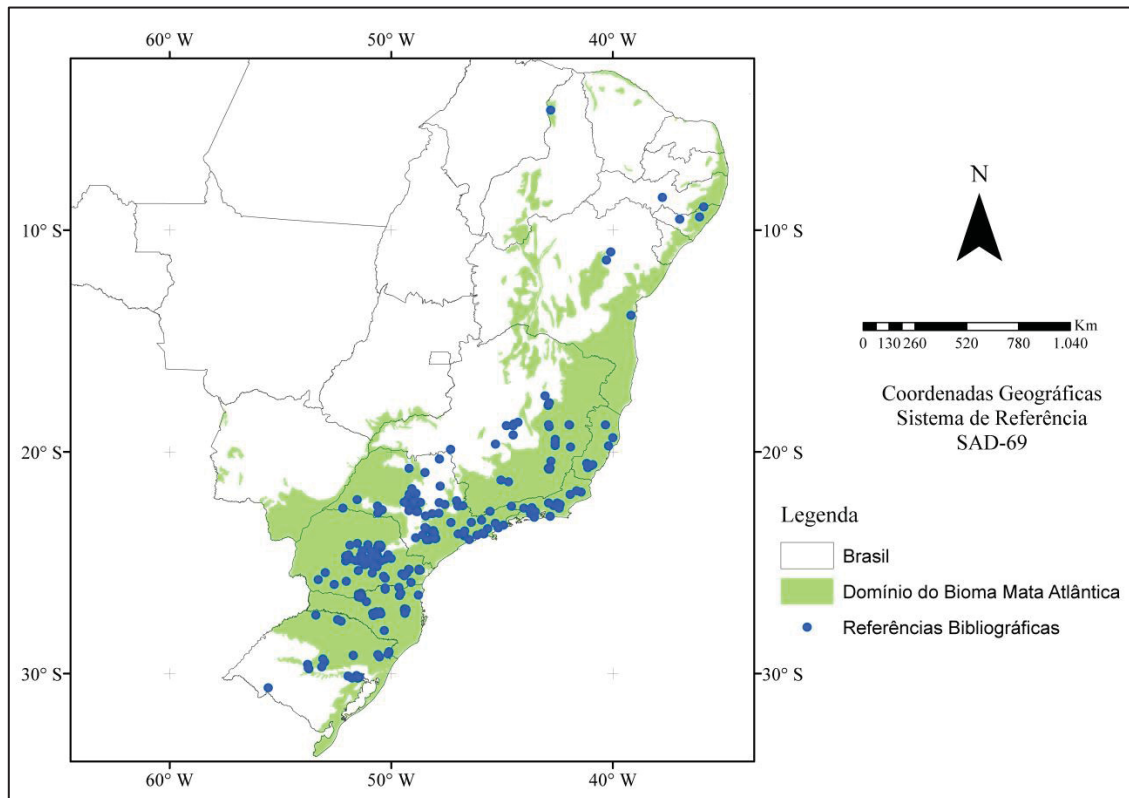 60° W 50° W 40° W
10° S 10° S
20° S 20° S
30° S 30° S
60° W 50° W 40° W
N
Km
0 130 260 520 780 1.040
Coordenadas Geográficas
Sistema de Referência
SAD-69
Legenda
Brasil
Domínio do Bioma Mata Atlântica
Referências Bibliográficas